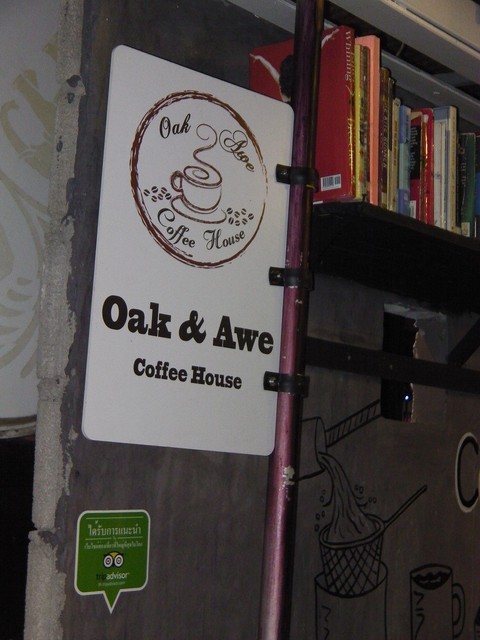 Oak Awe
Coffee House
Oak & Awe
Coffee House
ได้รับการแนะนำ
tripadvisor